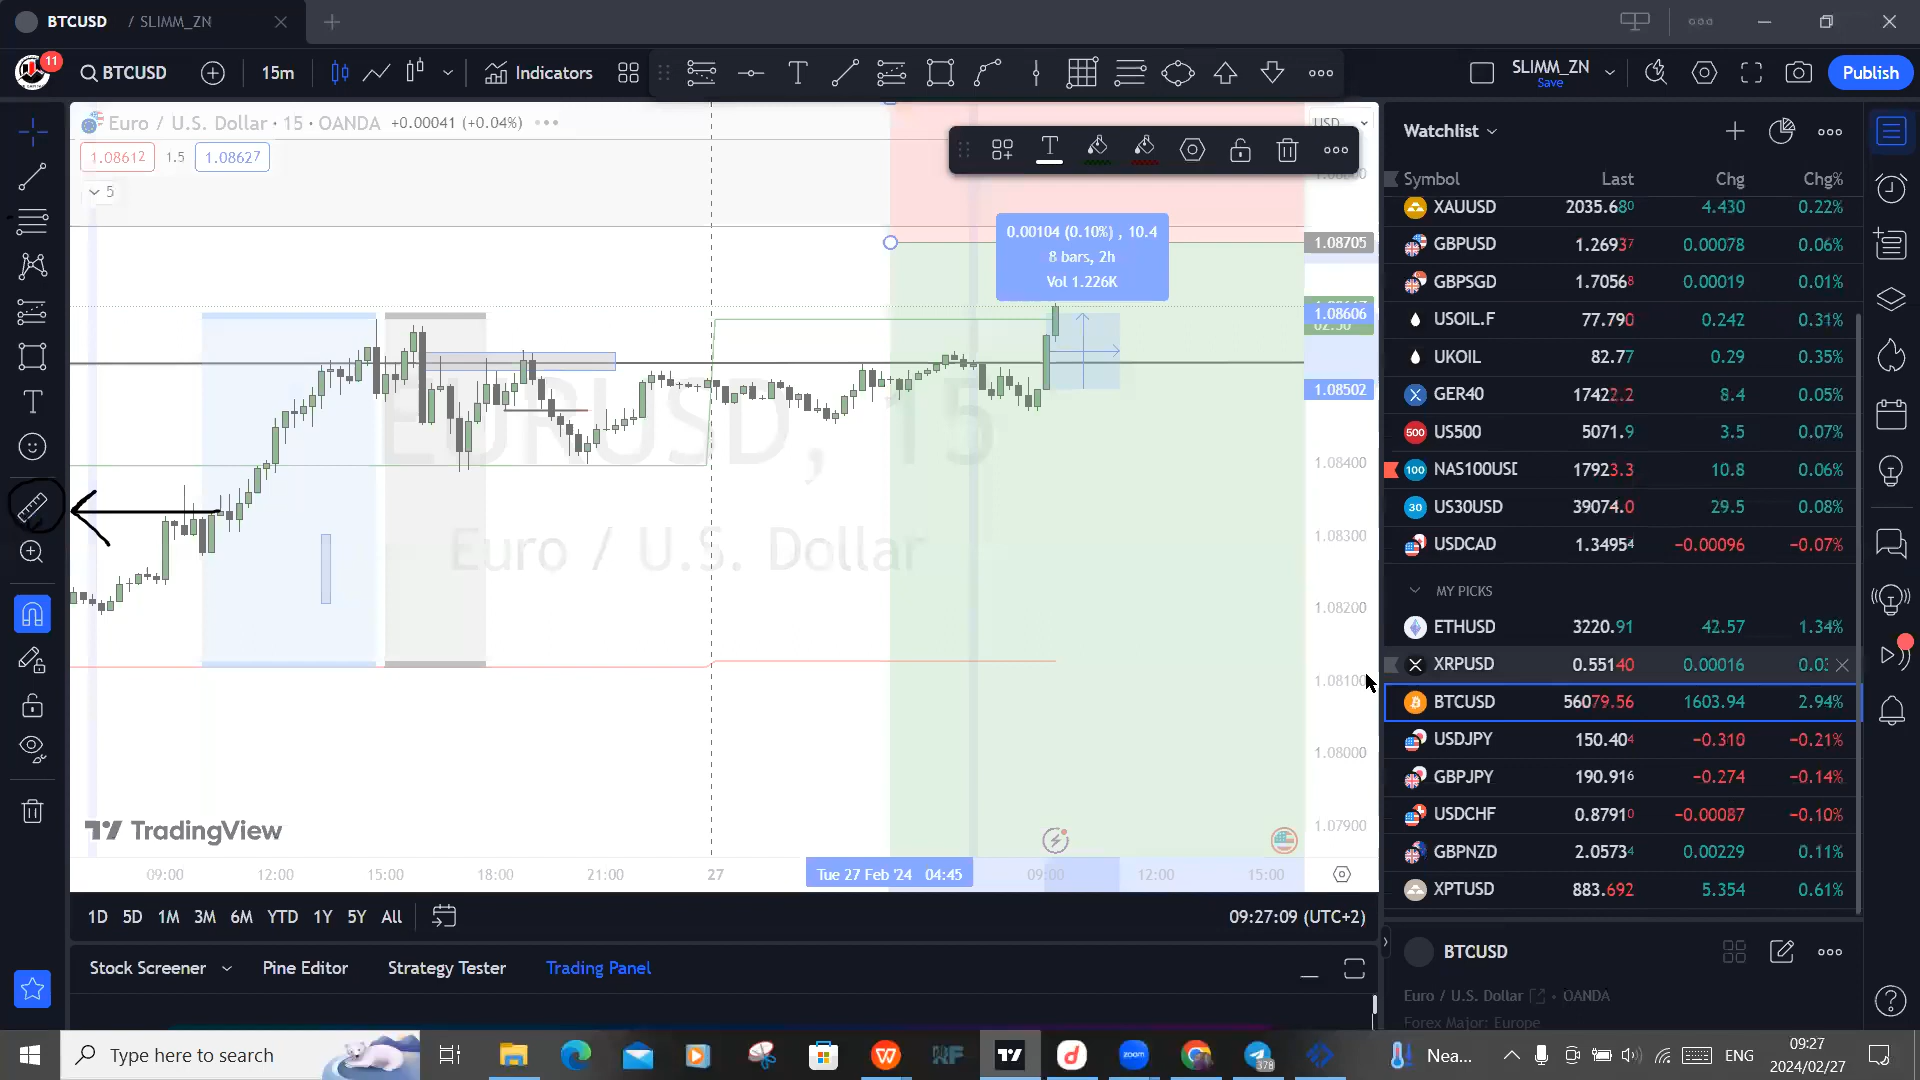 BTCUSD / SLIMM_ZN
11
BTCUSD
15m
Indicators
SLIMM_ZN
Save
Publish
Euro / U.S. Dollar · 15 · OANDA +0.00041 (+0.04%)
1.08612 1.5 1.08627
5
USD
0.00104 (0.10%) , 10.4
8 bars, 2h
Vol 1.226K
1.08705
1.08606
1.08502
1.08400
1.08300
1.08200
1.08100
1.08000
1.07900
EURUSD, 15
Euro / U.S. Dollar
TradingView
09:00 12:00 15:00 18:00 21:00 27 Tue 27 Feb '24 04:45 09:00 12:00 15:00
1D 5D 1M 3M 6M YTD 1Y 5Y All
09:27:09 (UTC+2)
Stock Screener Pine Editor Strategy Tester Trading Panel
Watchlist
Symbol Last Chg Chg%
XAUUSD 2035.680 4.430 0.22%
GBPUSD 1.26937 0.00078 0.06%
GBPSGD 1.70568 0.00019 0.01%
USOIL.F 77.790 0.242 0.31%
UKOIL 82.77 0.29 0.35%
GER40 17422.2 8.4 0.05%
500 US500 5071.9 3.5 0.07%
100 NAS100USD 17923.3 10.8 0.06%
30 US30USD 39074.0 29.5 0.08%
USDCAD 1.34954 −0.00096 −0.07%
MY PICKS
ETHUSD 3220.91 42.57 1.34%
XRPUSD 0.55140 0.00016 0.03
BTCUSD 56079.56 1603.94 2.94%
USDJPY 150.404 −0.310 −0.21%
GBPJPY 190.916 −0.274 −0.14%
USDCHF 0.87910 −0.00087 −0.10%
GBPNZD 2.05734 0.00229 0.11%
XPTUSD 883.692 5.354 0.61%
BTCUSD
Euro / U.S. Dollar · OANDA
Forex Major: Europe
Type here to search
zoom
378
Nea...
ENG
09:27
2024/02/27